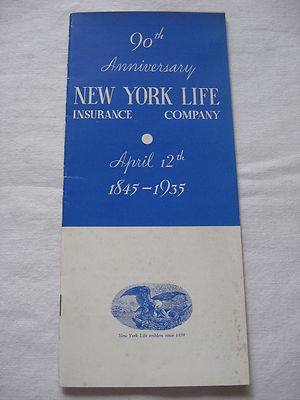 90th
Anniversary
NEW YORK LIFE
INSURANCE COMPANY
April 12th
1845-1935
New York Life emblem since 1859